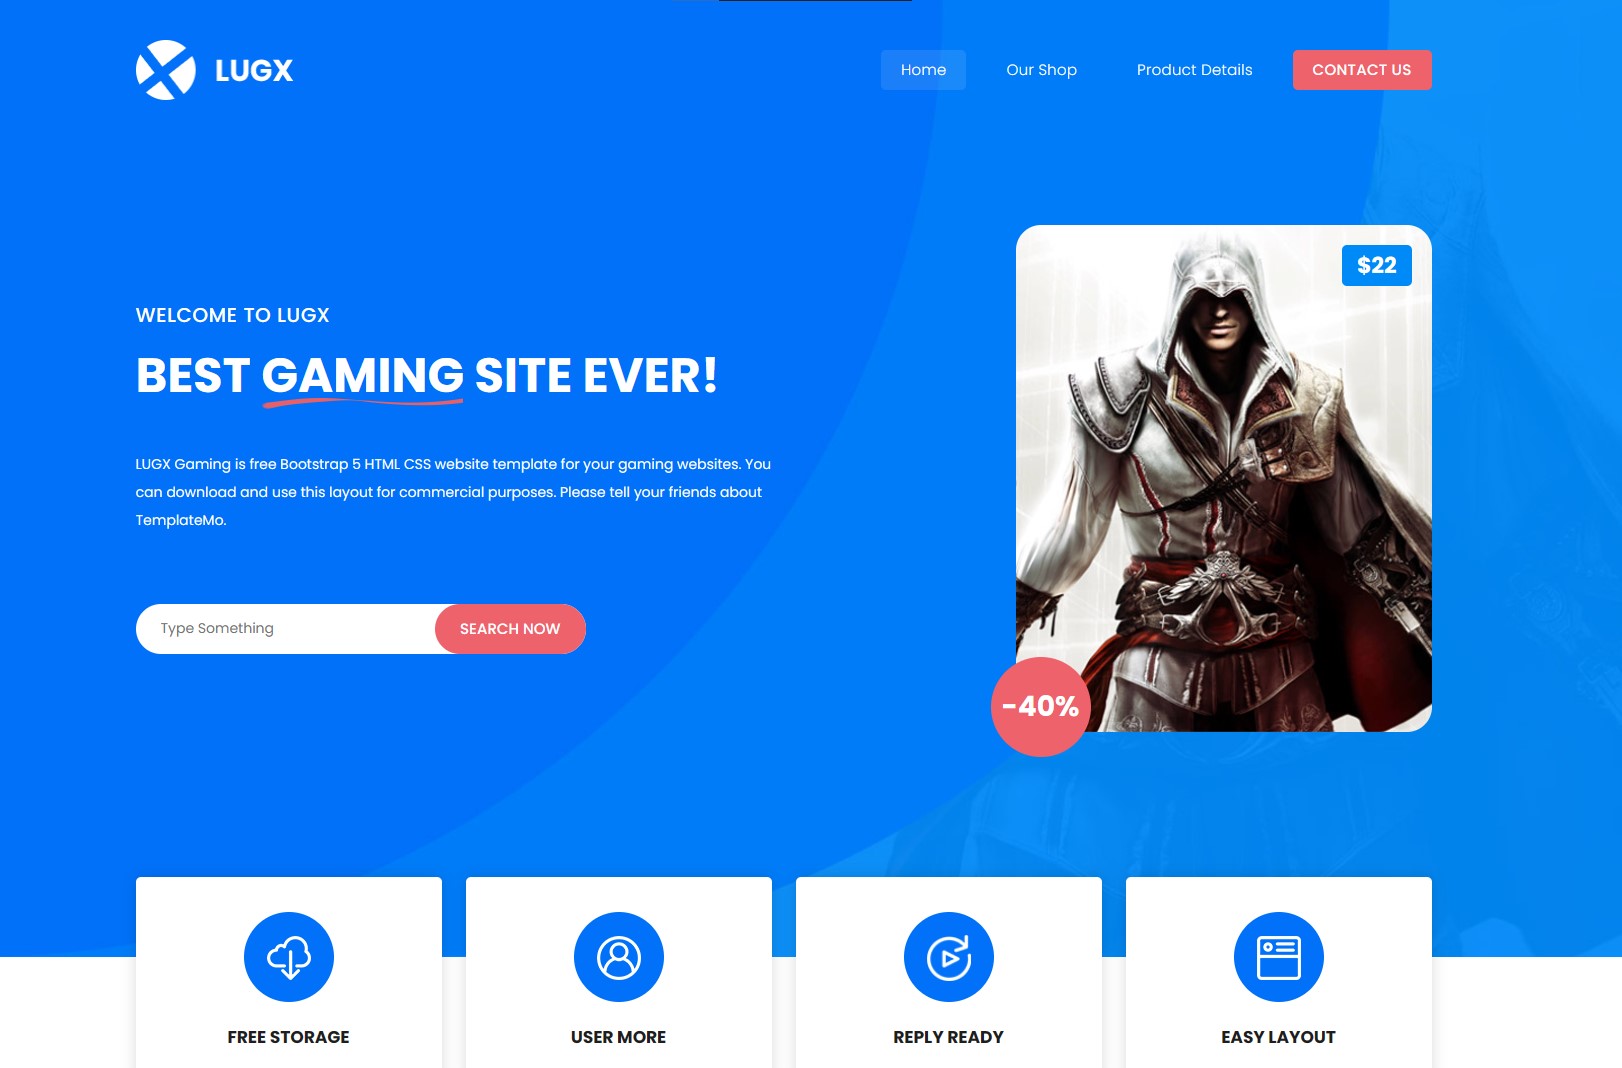 LUGX
Home
Our Shop
Product Details
CONTACT US
WELCOME TO LUGX
BEST GAMING SITE EVER!
LUGX Gaming is free Bootstrap 5 HTML CSS website template for your gaming websites. You
can download and use this layout for commercial purposes. Please tell your friends about
TemplateMo.
Type Something
SEARCH NOW
$22
-40%
FREE STORAGE
USER MORE
REPLY READY
EASY LAYOUT